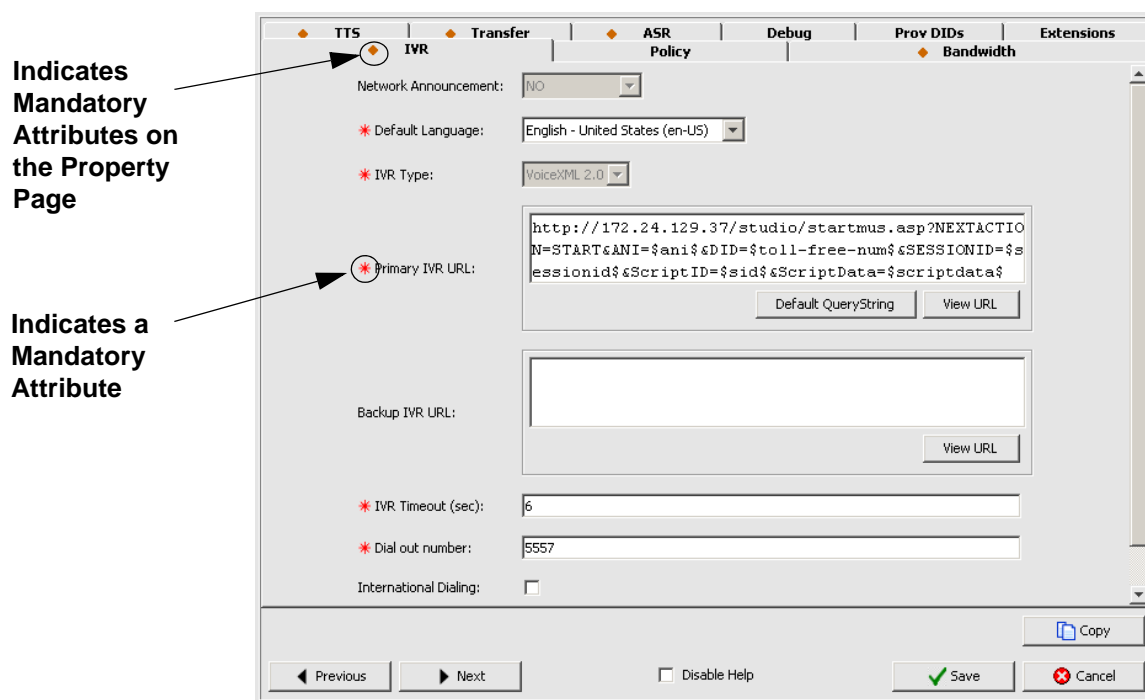 TTS Transfer ASR Debug Prov DIDs Extensions
IVR Policy Bandwidth
Indicates
Mandatory
Attributes on
the Property
Page
Network Announcement: NO
Default Language: English - United States (en-US)
IVR Type: VoiceXML 2.0
Primary IVR URL:
http://172.24.129.37/studio/startmus.asp?NEXTACTIO
N=START&ANI=$ani$&DID=$toll-free-num$&SESSIONID=$s
essionid$&ScriptID=$sid$&ScriptData=$scriptdata$
Default QueryString View URL
Indicates a
Mandatory
Attribute
Backup IVR URL:
View URL
IVR Timeout (sec): 6
Dial out number: 5557
International Dialing:
Copy
Previous Next Disable Help Save Cancel